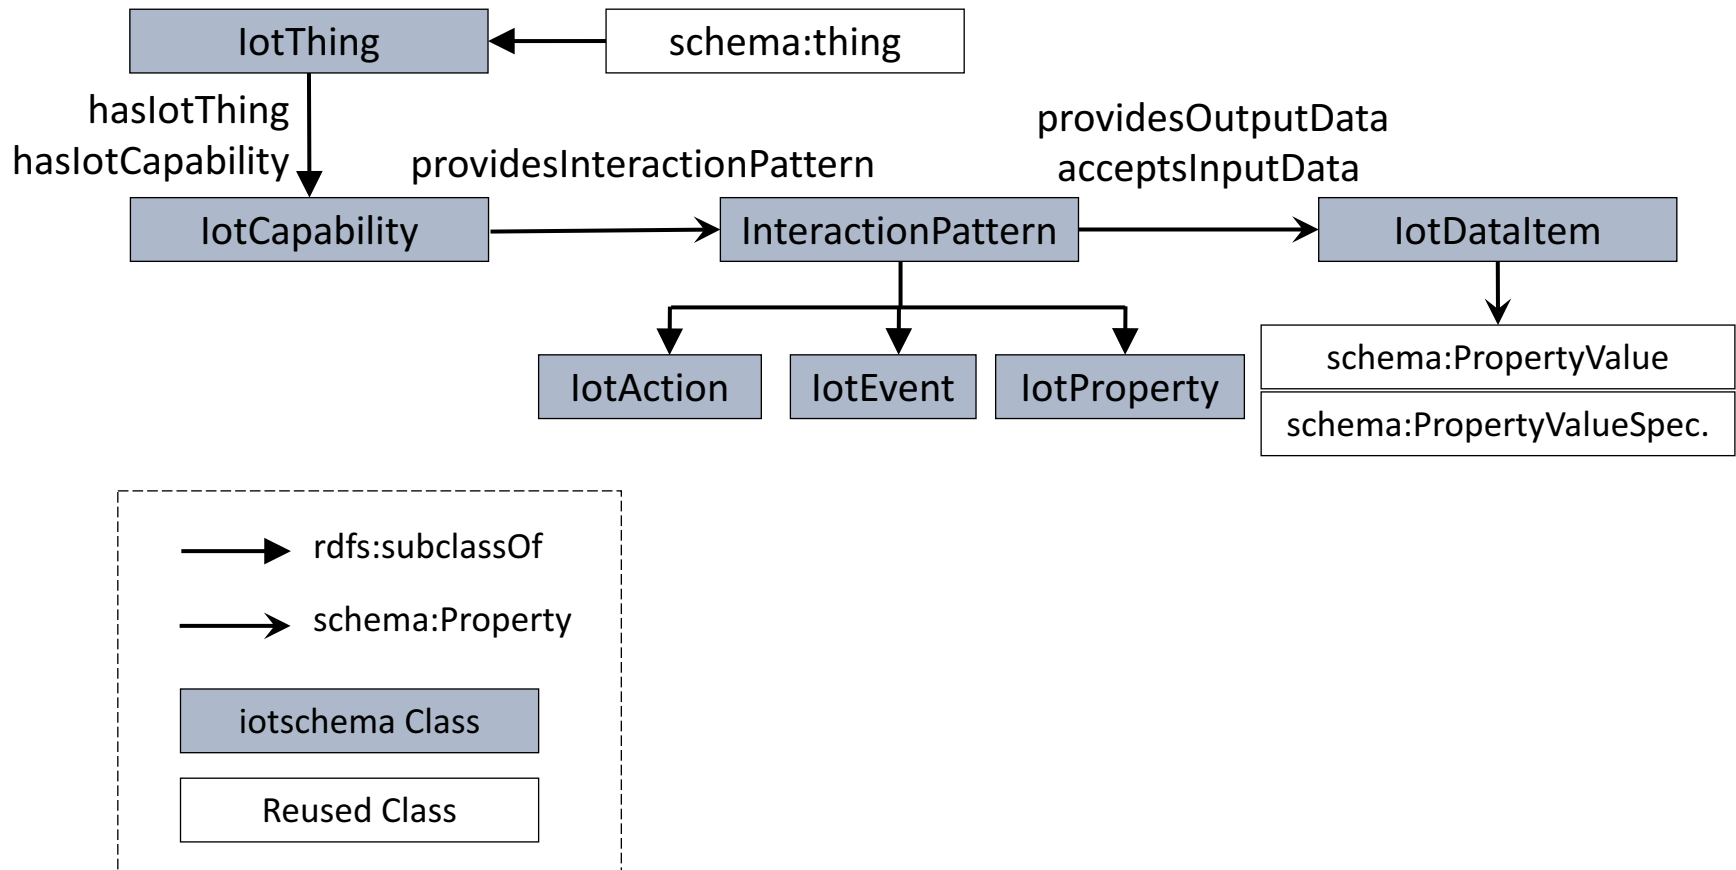 IotThing
schema:thing
hasIotThing
hasIotCapability
providesInteractionPattern
providesOutputData
acceptsInputData
IotCapability
InteractionPattern
IotDataItem
IotAction
IotEvent
IotProperty
schema:PropertyValue
schema:PropertyValueSpec.
rdfs:subclassOf
schema:Property
iotschema Class
Reused Class